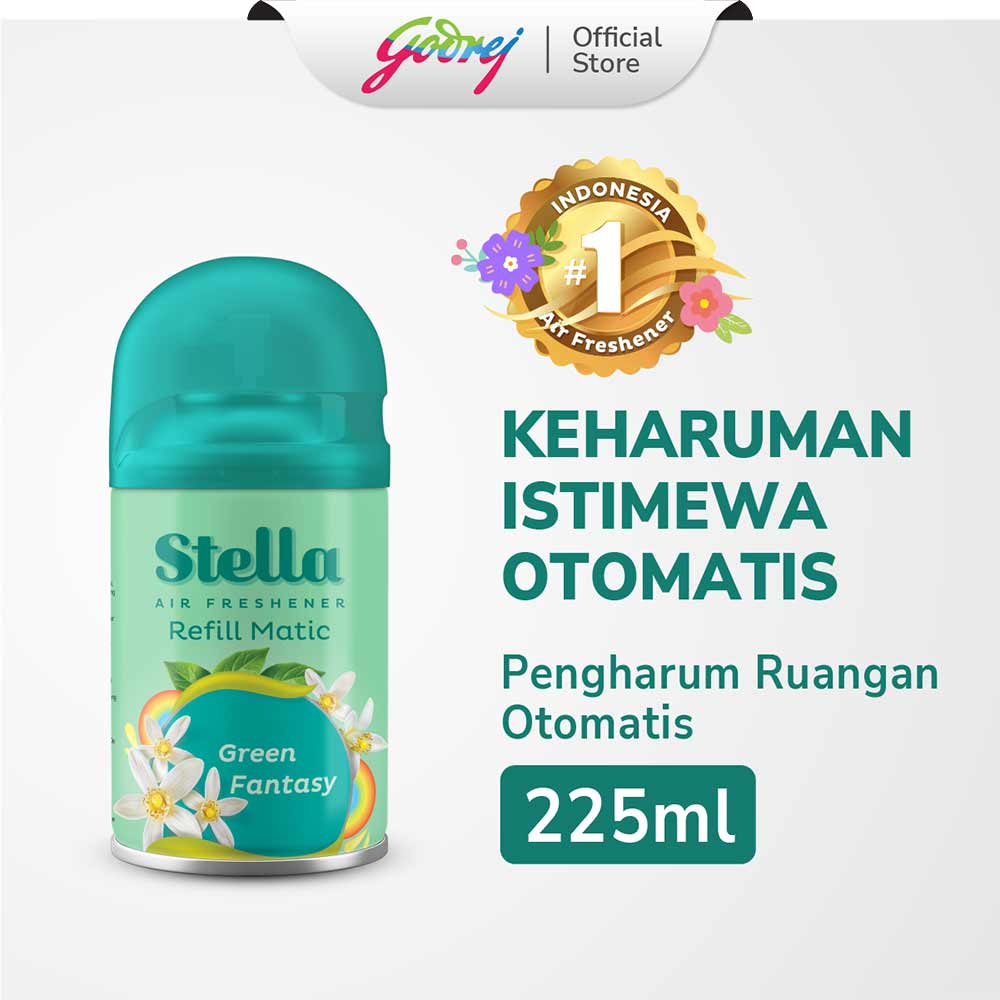 Godrej
Official
Store
INDONESIA
#1
Air Freshener
KEHARUMAN
ISTIMEWA
OTOMATIS
Pengharum Ruangan
Otomatis
225ml
Stella
AIR FRESHENER
Refill Matic
Green
Fantasy